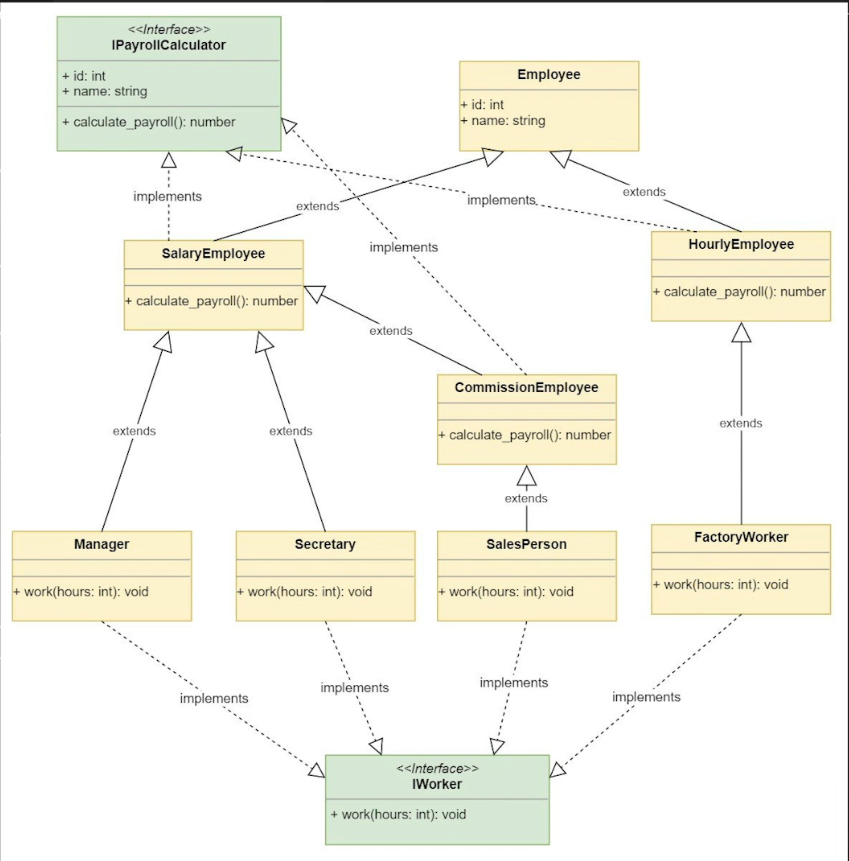 <<Interface>>
IPayrollCalculator
+ id: int
+ name: string
+ calculate_payroll(): number
Employee
+ id: int
+ name: string
implements
extends
implements
extends
implements
SalaryEmployee
+ calculate_payroll(): number
HourlyEmployee
+ calculate_payroll(): number
extends
CommissionEmployee
+ calculate_payroll(): number
extends
extends
extends
extends
Manager
+ work(hours: int): void
Secretary
+ work(hours: int): void
SalesPerson
+ work(hours: int): void
FactoryWorker
+ work(hours: int): void
implements
implements
implements
implements
<<Interface>>
IWorker
+ work(hours: int): void